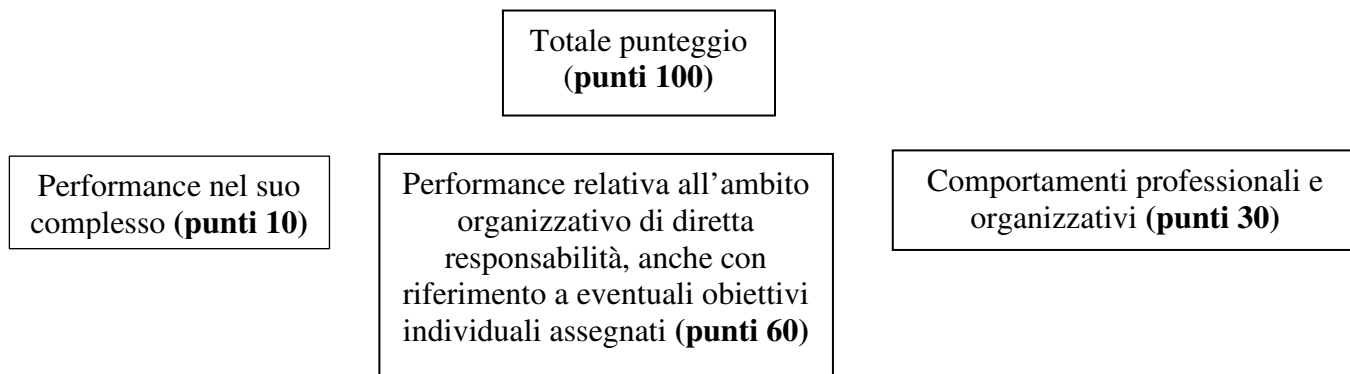 Totale punteggio
(punti 100)
Performance nel suo
complesso (punti 10)
Performance relativa all’ambito
organizzativo di diretta
responsabilità, anche con
riferimento a eventuali obiettivi
individuali assegnati (punti 60)
Comportamenti professionali e
organizzativi (punti 30)